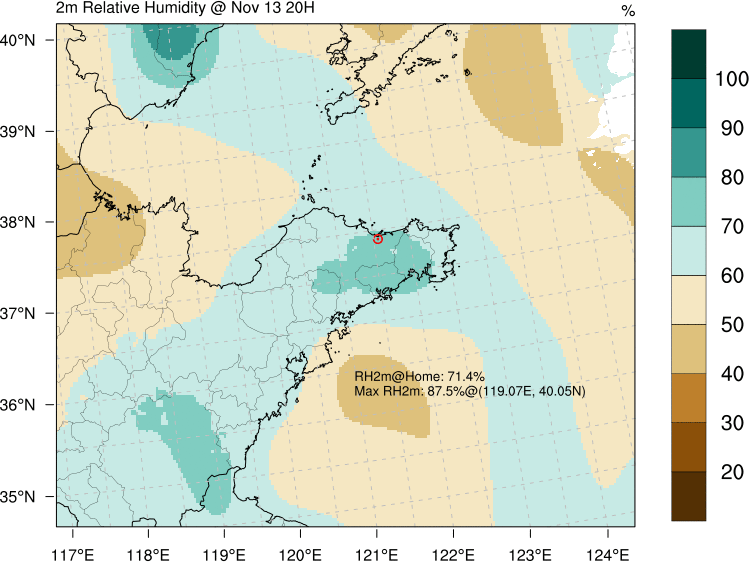 2m Relative Humidity @ Nov 13 20H
%
40°N
39°N
38°N
37°N
36°N
35°N
100
90
80
70
60
50
40
30
20
RH2m@Home: 71.4%
Max RH2m: 87.5%@(119.07E, 40.05N)
117°E 118°E 119°E 120°E 121°E 122°E 123°E 124°E